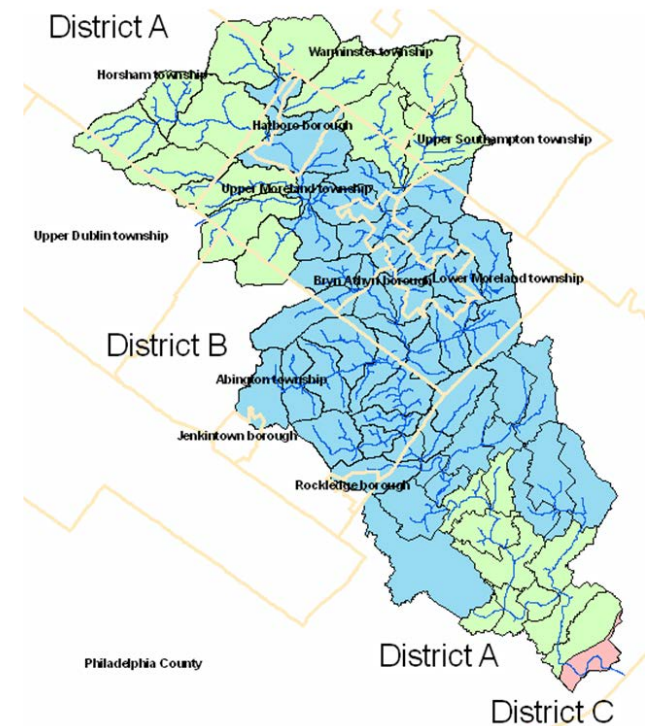 District A
Warminster township
Horsham township
Hatboro borough
Upper Southampton township
Upper Moreland township
Upper Dublin township
Bryn Athyn borough
Lower Moreland township
District B
Abington township
Jenkintown borough
Rockledge borough
District A
Philadelphia County
District C